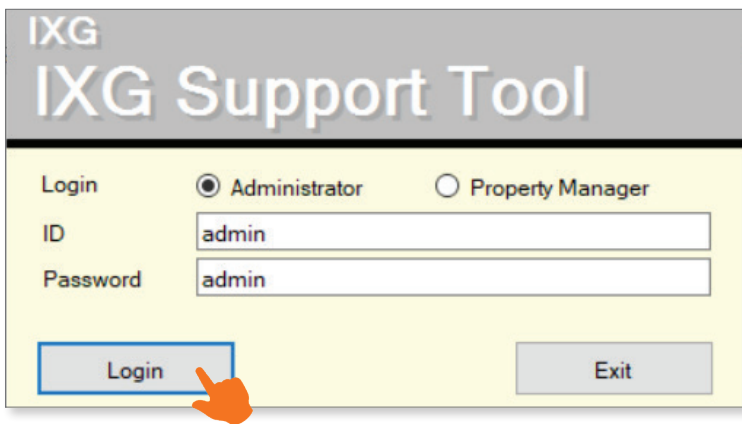 IXG
IXG Support Tool
Login Administrator Property Manager
ID admin
Password admin
Login Exit